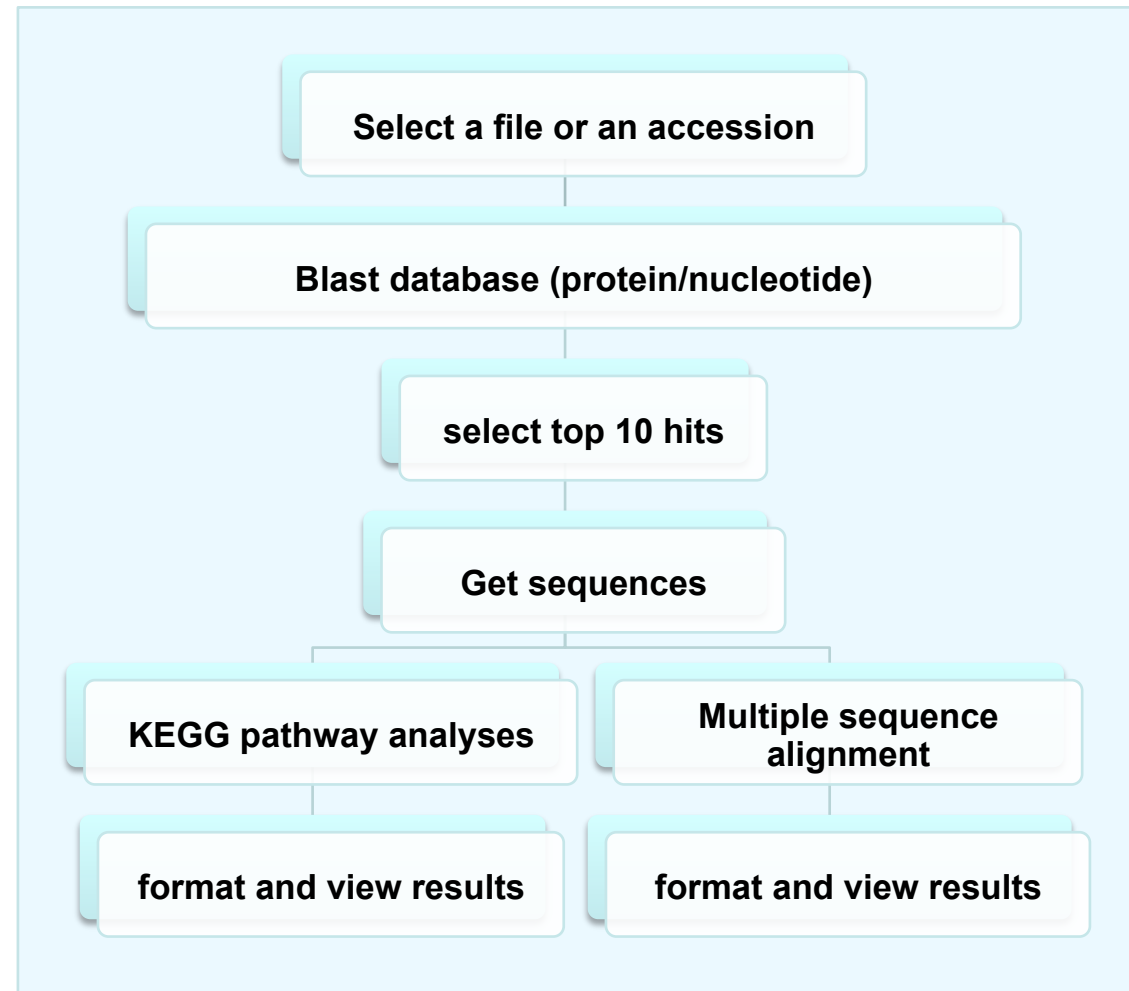 Select a file or an accession
Blast database (protein/nucleotide)
select top 10 hits
Get sequences
KEGG pathway analyses
Multiple sequence
alignment
format and view results
format and view results